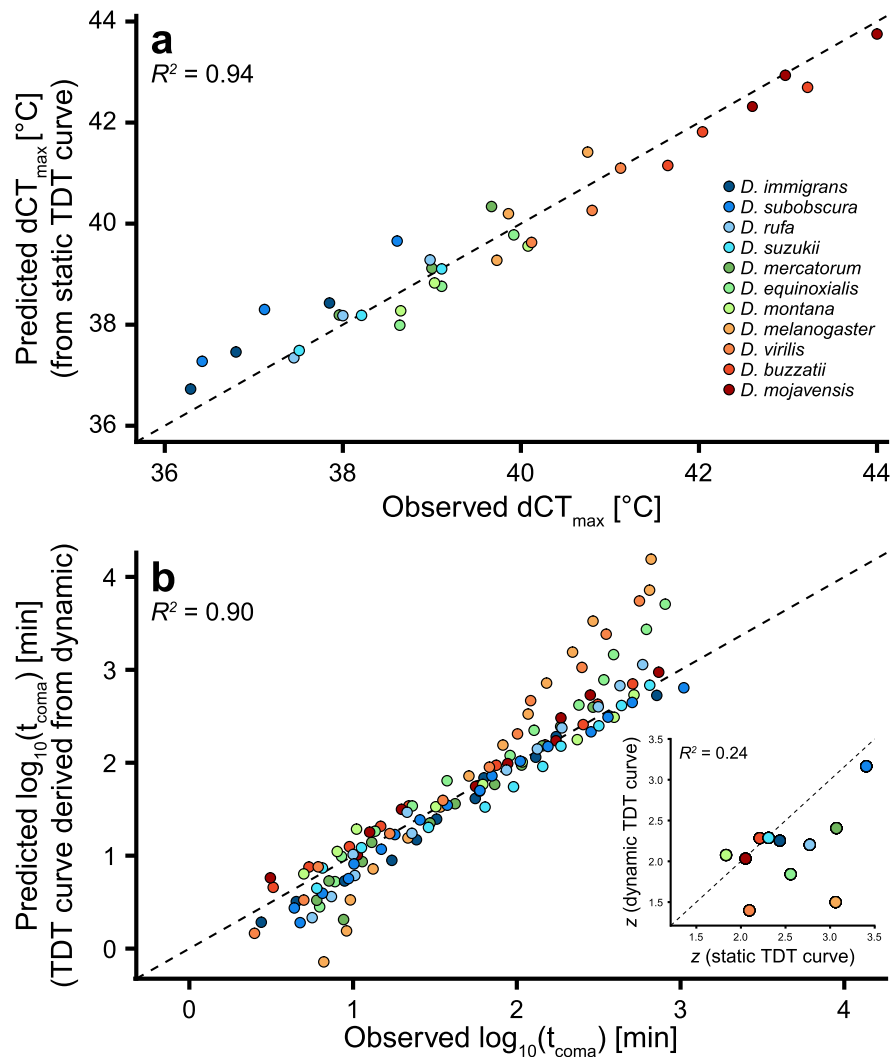 a
R² = 0.94
Predicted dCTmax [°C]
(from static TDT curve)
44
42
40
38
36
D. immigrans
D. subobscura
D. rufa
D. suzukii
D. mercatorum
D. equinoxialis
D. montana
D. melanogaster
D. virilis
D. buzzatii
D. mojavensis
36 38 40 42 44
Observed dCTmax [°C]
b
R² = 0.90
Predicted log10(tcoma) [min]
(TDT curve derived from dynamic)
4
3
2
1
0
R² = 0.24
z (dynamic TDT curve)
3.5
3.0
2.5
2.0
1.5
1.5 2.0 2.5 3.0 3.5
z (static TDT curve)
0 1 2 3 4
Observed log10(tcoma) [min]